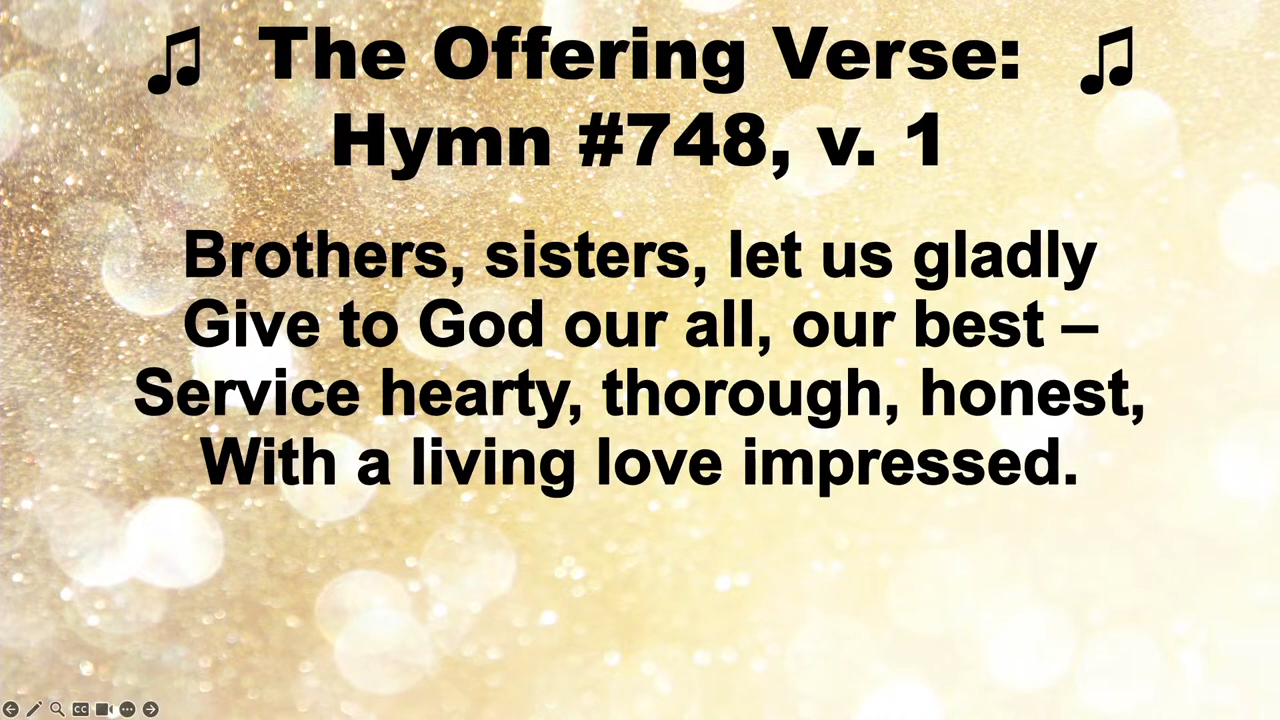 ♫ The Offering Verse: ♫
Hymn #748, v. 1
Brothers, sisters, let us gladly
Give to God our all, our best –
Service hearty, thorough, honest,
With a living love impressed.
CC